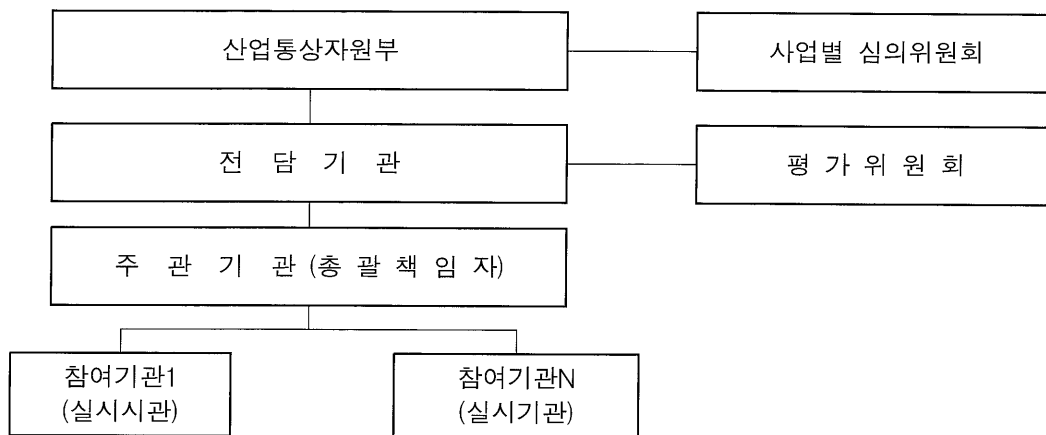 산업통상자원부
사업별 심의위원회
전 담 기 관
평 가 위 원 회
주 관 기 관 (총 괄 책 임 자)
참여기관1
(실시시관)
참여기관N
(실시기관)